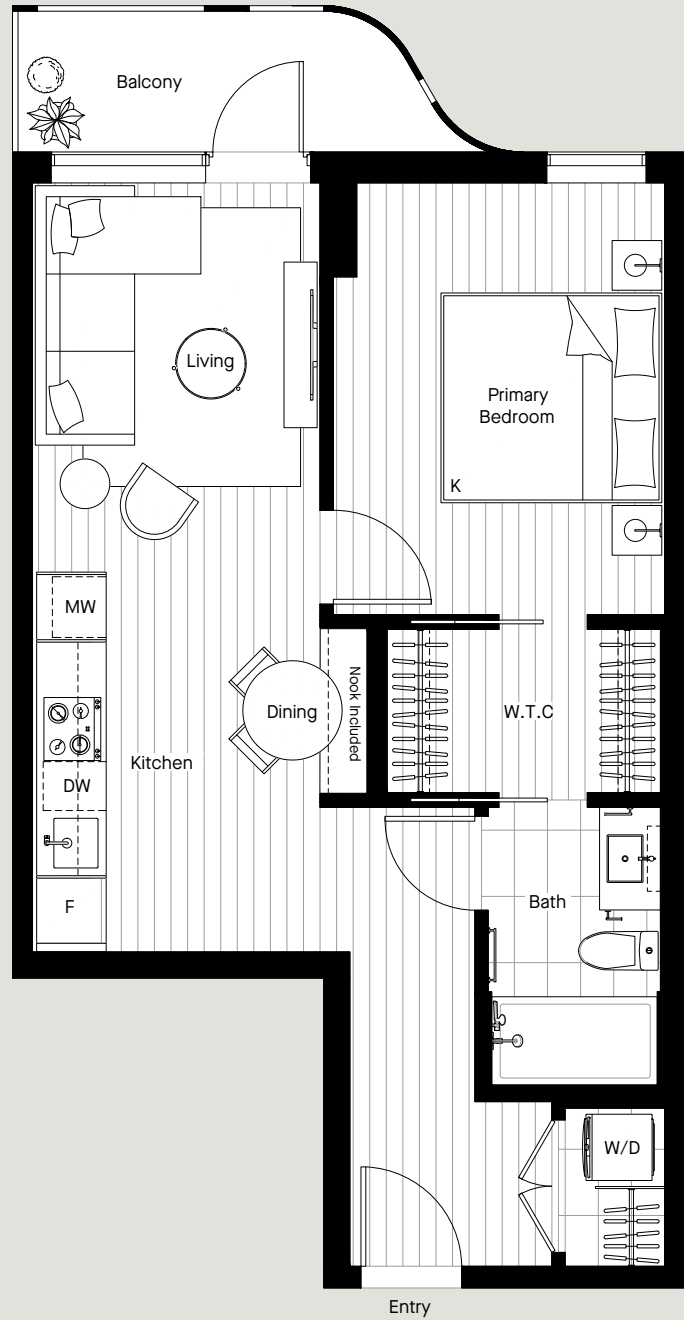 Balcony
Living
Primary
Bedroom
K
MW
Nook Included
Dining
W.T.C
Kitchen
DW
F
Bath
W/D
Entry